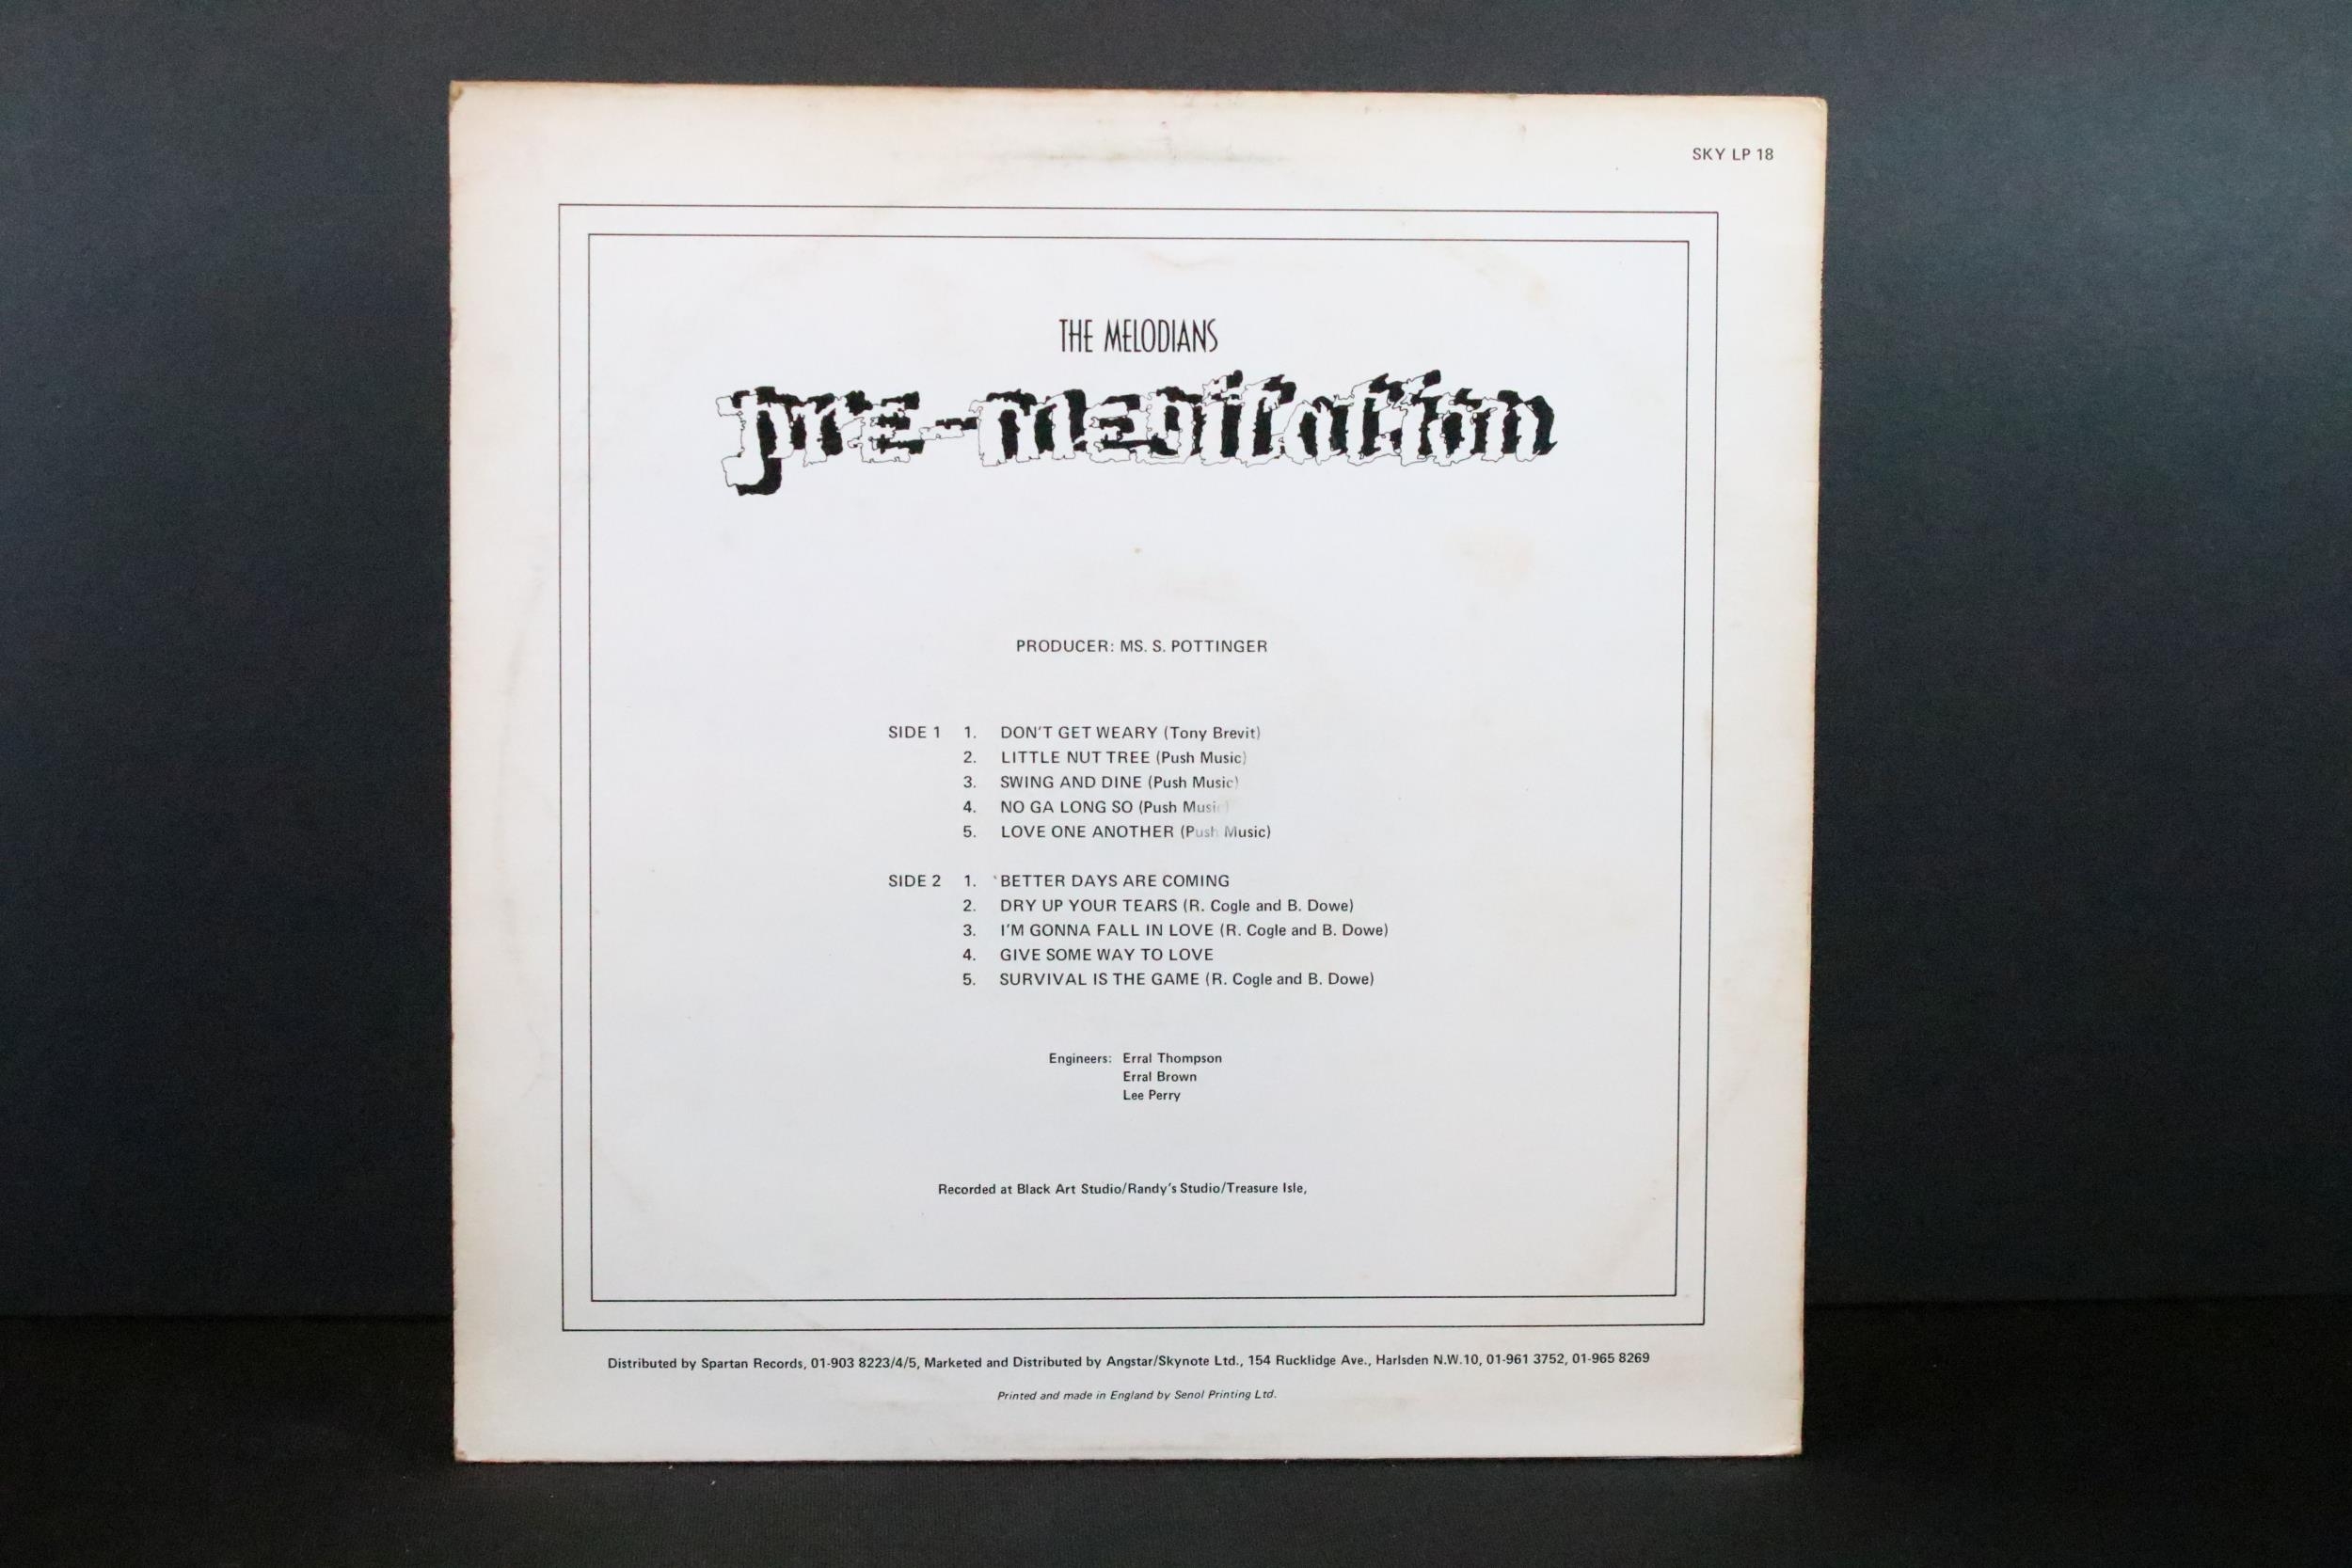 SKY LP 18
THE MELODIANS
pre-meditation
PRODUCER: MS. S. POTTINGER
SIDE 1 1. DON'T GET WEARY (Tony Brevit)
2. LITTLE NUT TREE (Push Music)
3. SWING AND DINE (Push Music)
4. NO GA LONG SO (Push Music)
5. LOVE ONE ANOTHER (Push Music)
SIDE 2 1. BETTER DAYS ARE COMING
2. DRY UP YOUR TEARS (R. Cogle and B. Dowe)
3. I'M GONNA FALL IN LOVE (R. Cogle and B. Dowe)
4. GIVE SOME WAY TO LOVE
5. SURVIVAL IS THE GAME (R. Cogle and B. Dowe)
Engineers: Erral Thompson
Erral Brown
Lee Perry
Recorded at Black Art Studio/Randy's Studio/Treasure Isle,
Distributed by Spartan Records, 01-903 8223/4/5, Marketed and Distributed by Angstar/Skynote Ltd., 154 Rucklidge Ave., Harlsden N.W.10, 01-961 3752, 01-965 8269
Printed and made in England by Senol Printing Ltd.